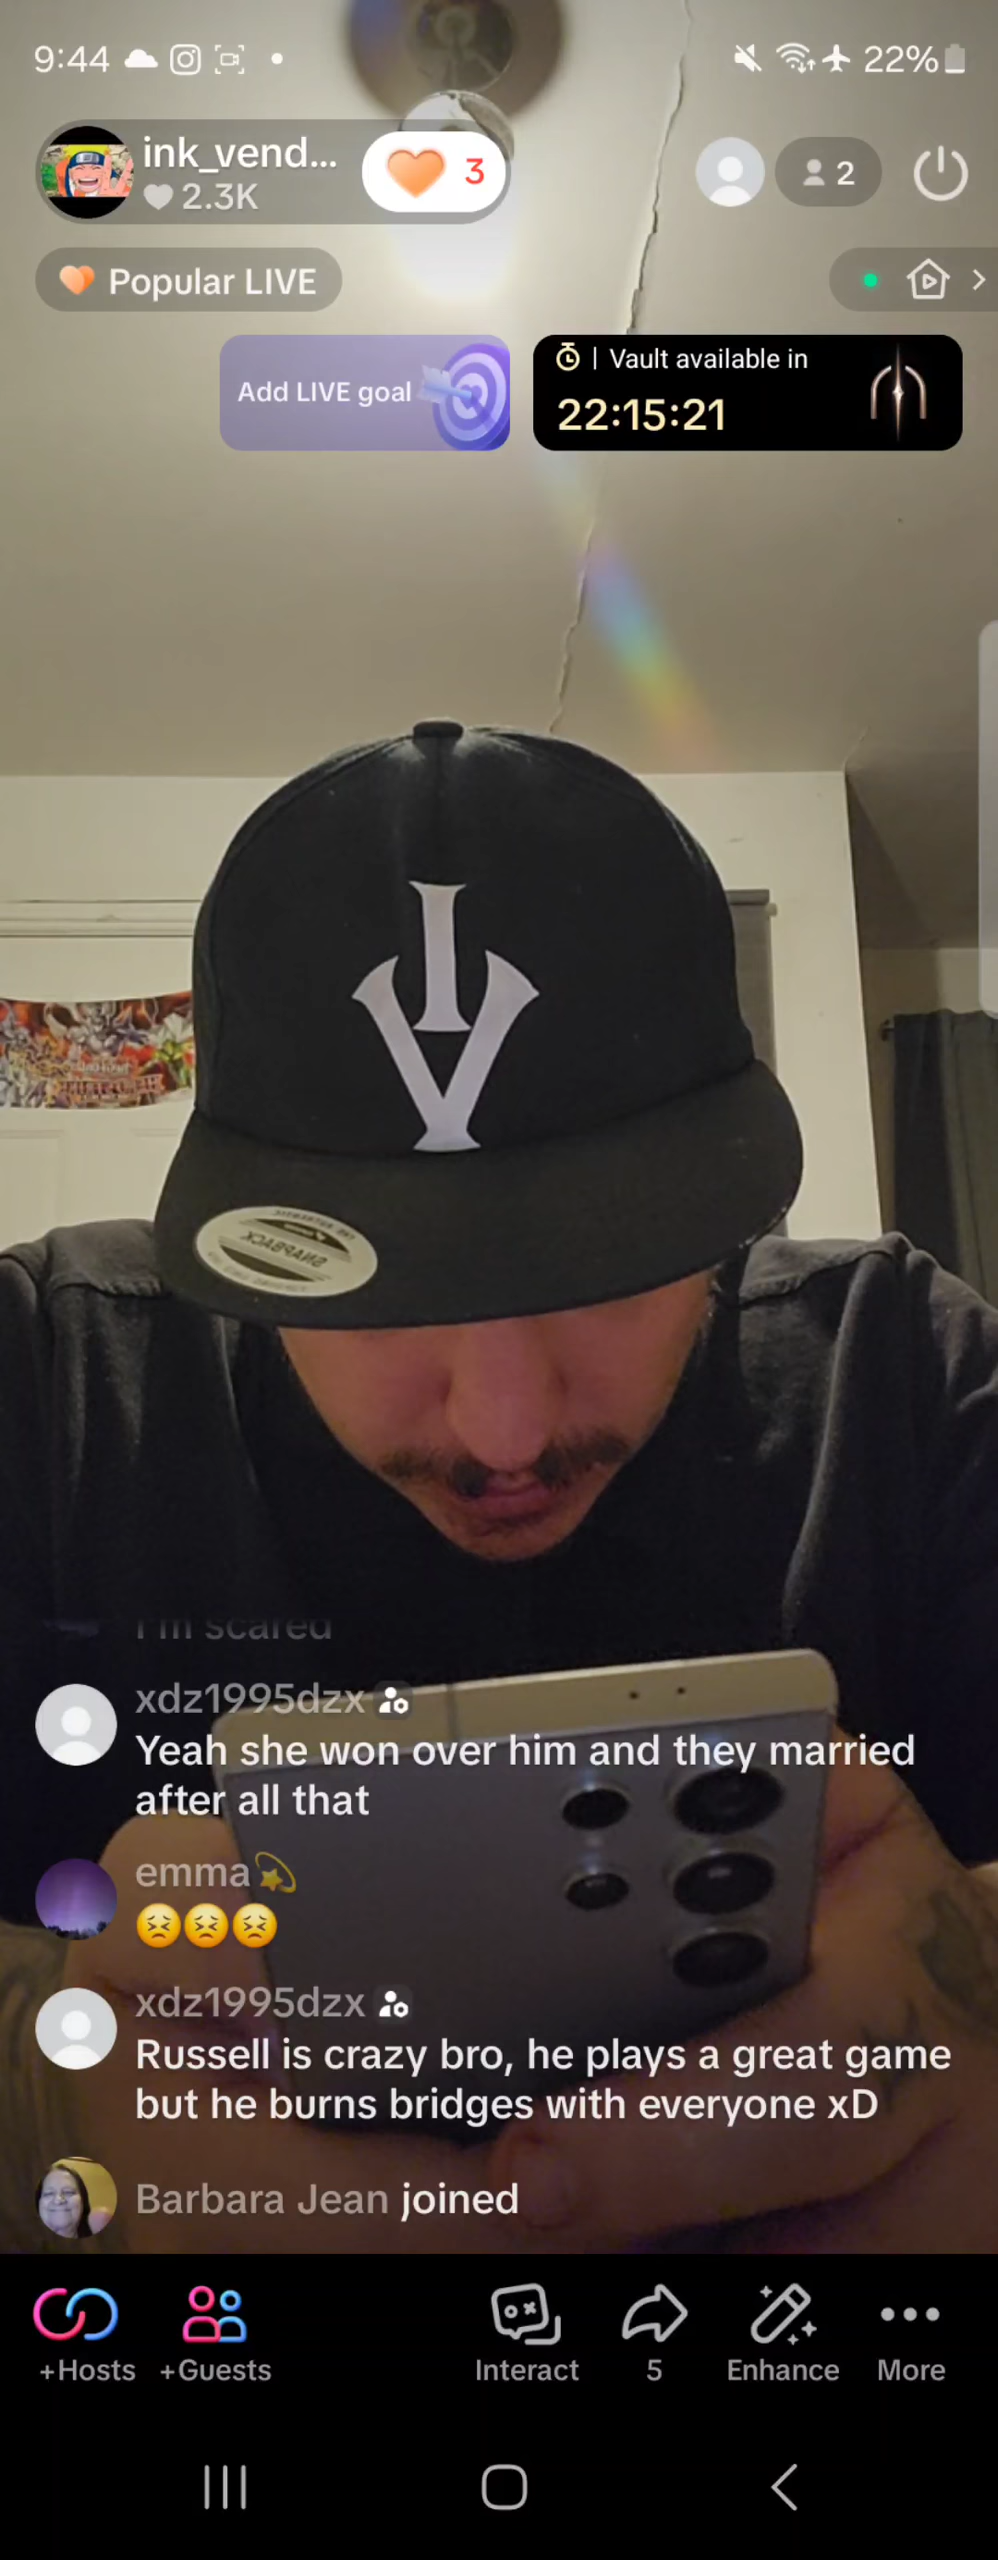 9:44
22%
ink_vend...
2.3K
3
2
Popular LIVE
Add LIVE goal
| Vault available in
22:15:21
IV
SNAPBACK
I'm scared
xdz1995dzx
Yeah she won over him and they married
after all that
emma💫
😣😣😣
xdz1995dzx
Russell is crazy bro, he plays a great game
but he burns bridges with everyone xD
Barbara Jean joined
+Hosts
+Guests
Interact
5
Enhance
More